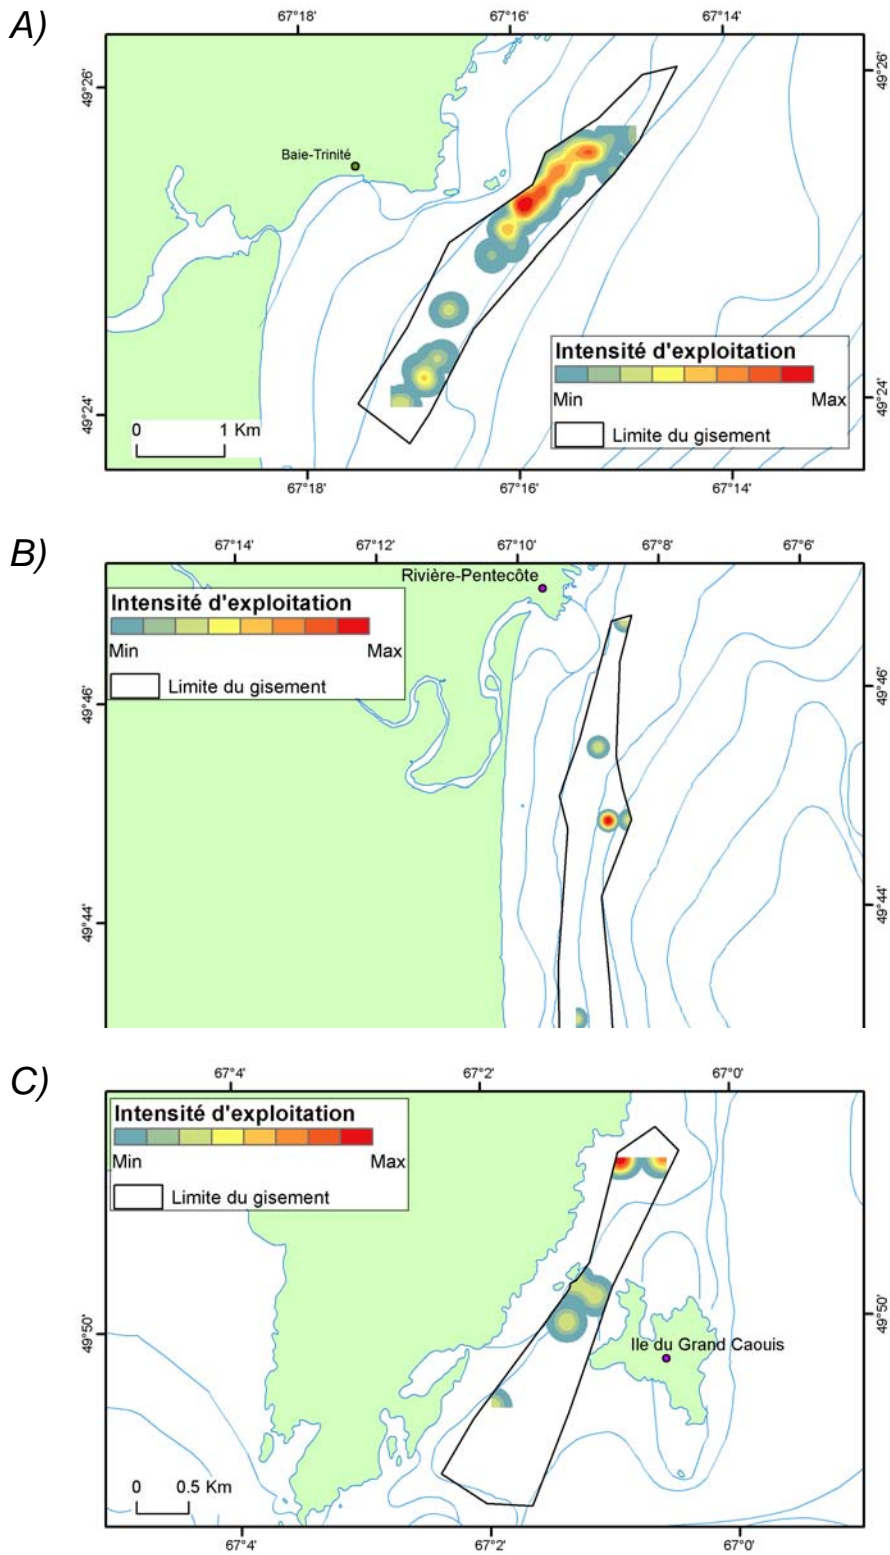 A)
67°18' 67°16' 67°14'
49°26' 49°26'
Baie-Trinité
Intensité d'exploitation
Min Max
Limite du gisement
49°24' 49°24'
0 1 Km
67°18' 67°16' 67°14'
B)
67°14' 67°12' 67°10' 67°8' 67°6'
Rivière-Pentecôte
Intensité d'exploitation
Min Max
Limite du gisement
49°46' 49°46'
49°44' 49°44'
C)
67°4' 67°2' 67°0'
Intensité d'exploitation
Min Max
Limite du gisement
49°50' 49°50'
Ile du Grand Caouis
0 0.5 Km
67°4' 67°2' 67°0'